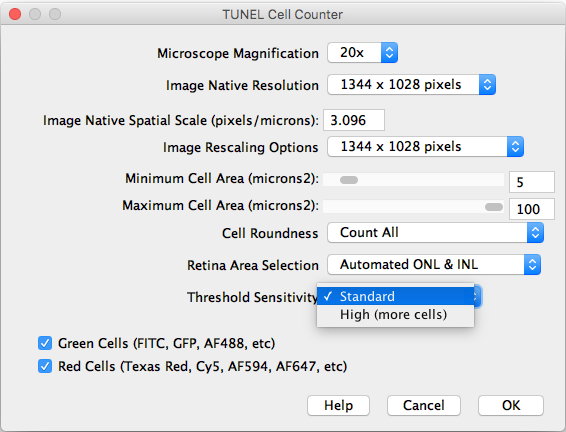 TUNEL Cell Counter
Microscope Magnification 20x
Image Native Resolution 1344 x 1028 pixels
Image Native Spatial Scale (pixels/microns): 3.096
Image Rescaling Options 1344 x 1028 pixels
Minimum Cell Area (microns2): 5
Maximum Cell Area (microns2): 100
Cell Roundness Count All
Retina Area Selection Automated ONL & INL
Threshold Sensitivity ✓ Standard
High (more cells)
Green Cells (FITC, GFP, AF488, etc)
Red Cells (Texas Red, Cy5, AF594, AF647, etc)
Help Cancel OK